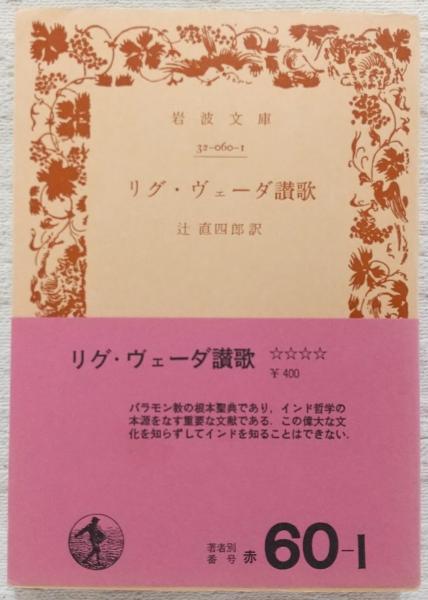 岩波文庫
32-060-1
リグ・ヴェーダ讃歌
辻直四郎訳
リグ・ヴェーダ讃歌 ☆☆☆☆
¥400
バラモン教の根本聖典であり，インド哲学の
本源をなす重要な文献である．この偉大な文
化を知らずしてインドを知ることはできない．
著者別
番号 赤 60-1